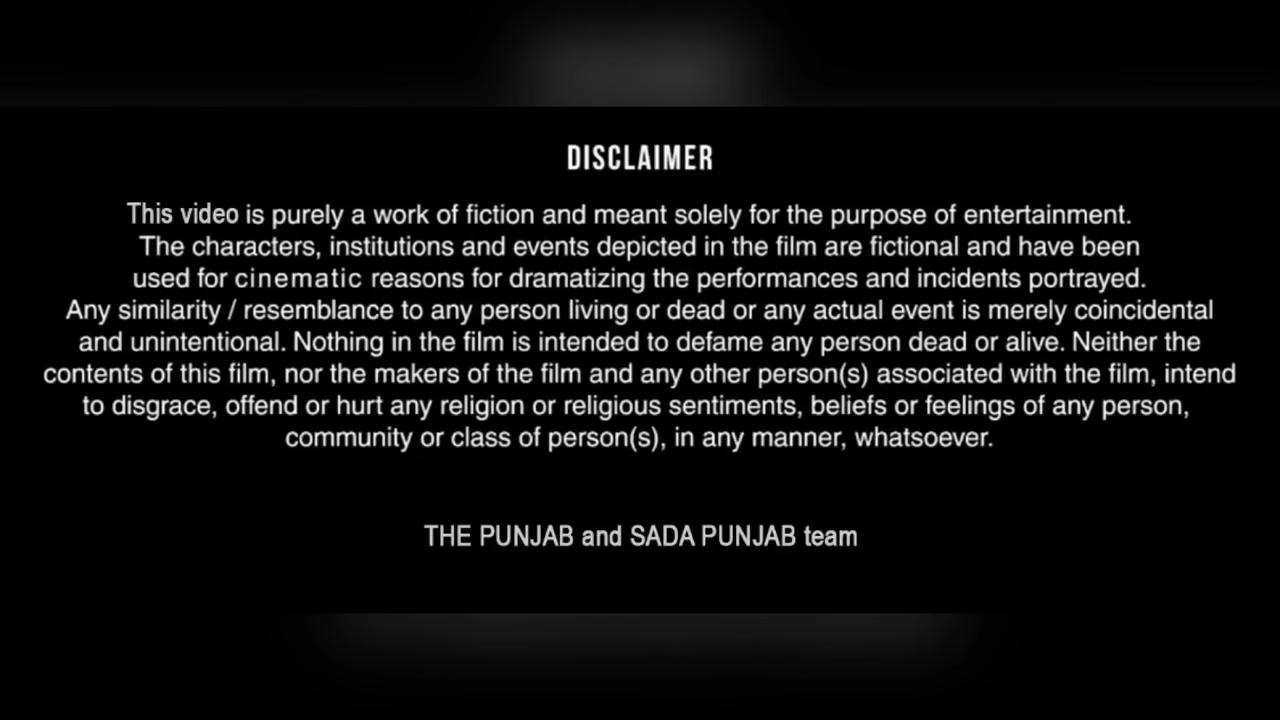 DISCLAIMER
This video is purely a work of fiction and meant solely for the purpose of entertainment.
The characters, institutions and events depicted in the film are fictional and have been
used for cinematic reasons for dramatizing the performances and incidents portrayed.
Any similarity / resemblance to any person living or dead or any actual event is merely coincidental
and unintentional. Nothing in the film is intended to defame any person dead or alive. Neither the
contents of this film, nor the makers of the film and any other person(s) associated with the film, intend
to disgrace, offend or hurt any religion or religious sentiments, beliefs or feelings of any person,
community or class of person(s), in any manner, whatsoever.
THE PUNJAB and SADA PUNJAB team